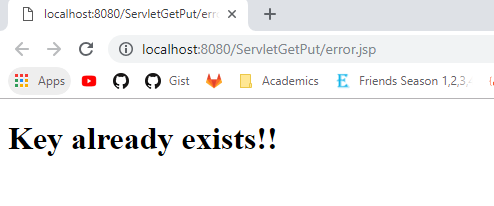 localhost:8080/ServletGetPut/erro
localhost:8080/ServletGetPut/error.jsp
Apps Gist Academics Friends Season 1,2,3,4
Key already exists!!